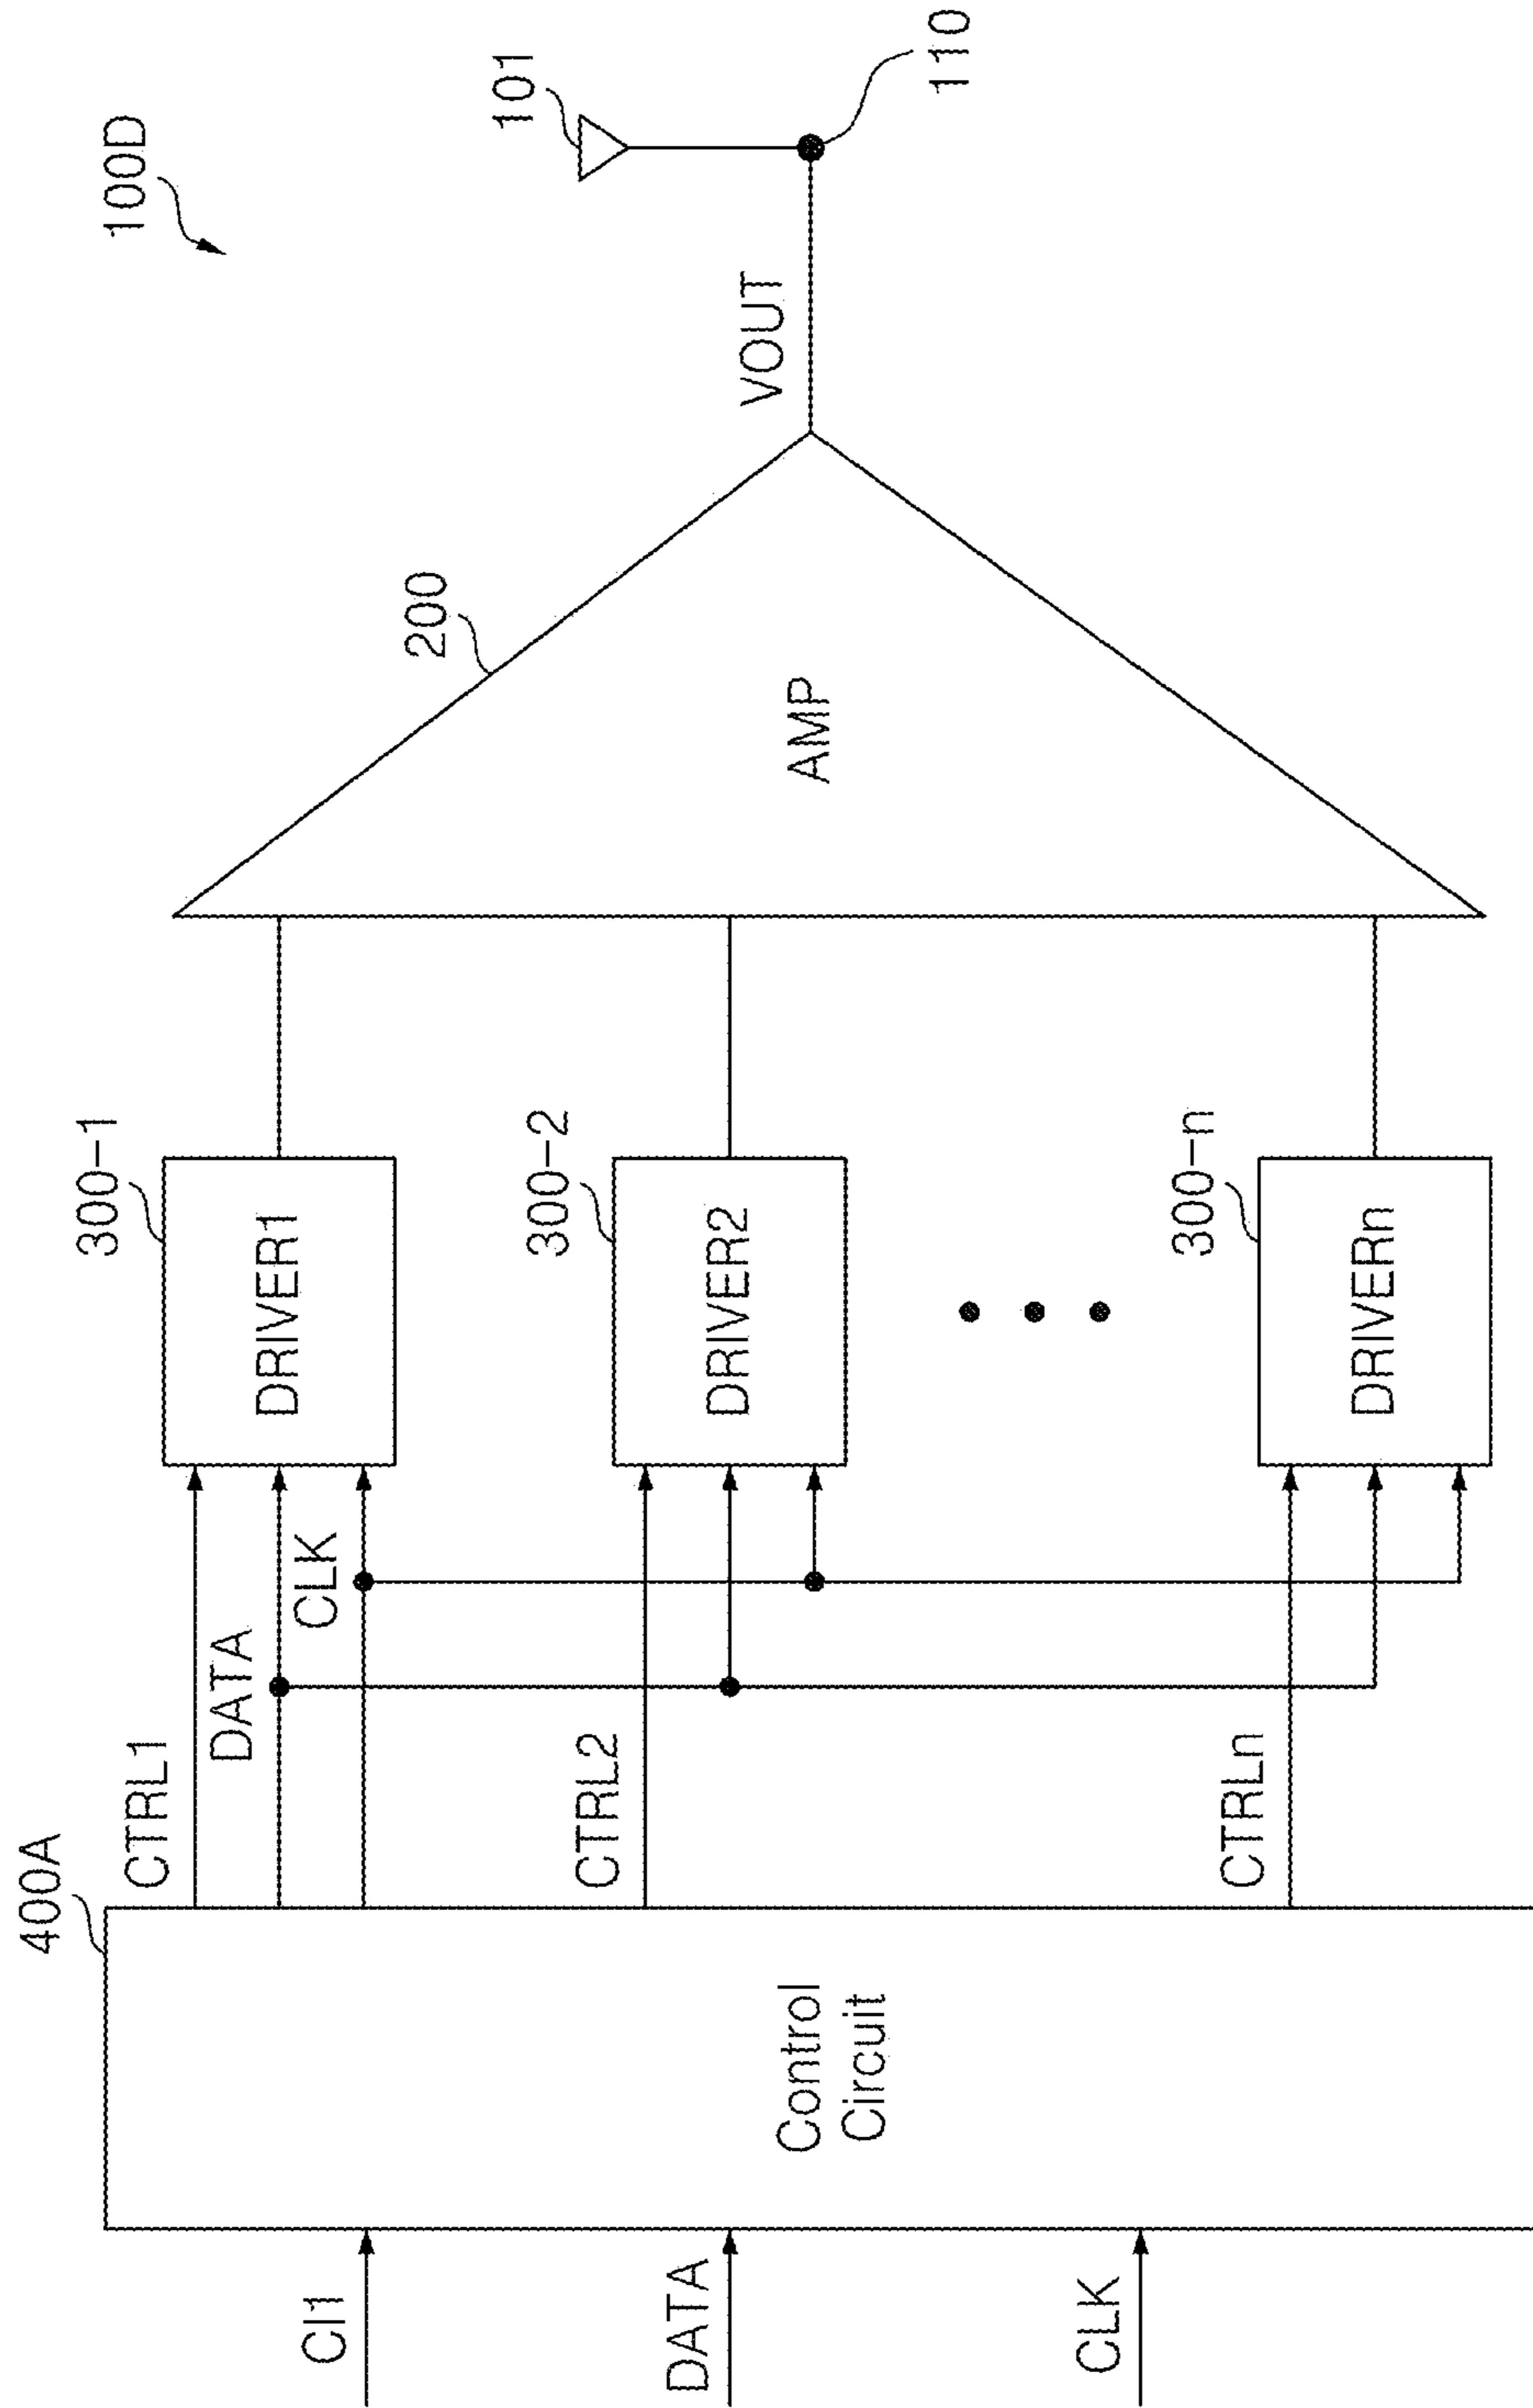 100D
400A
CTRL1
DATA
CLK
300-1
DRIVER1
200
AMP
VOUT
101
110
CI1
DATA
CLK
Control
Circuit
CTRL2
300-2
DRIVER2
CTRLn
300-n
DRIVERn